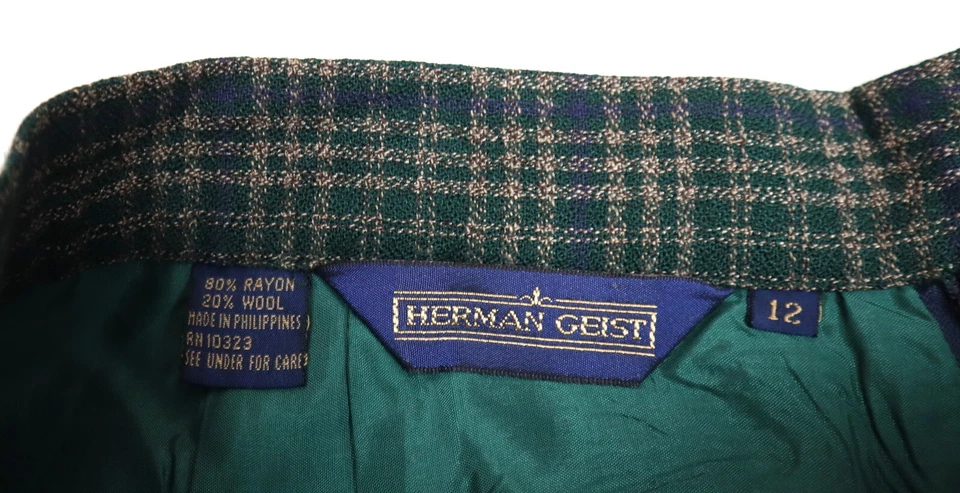 80% RAYON
20% WOOL
MADE IN PHILIPPINES
RN 10323
SEE UNDER FOR CARE
HERMAN GEIST
12